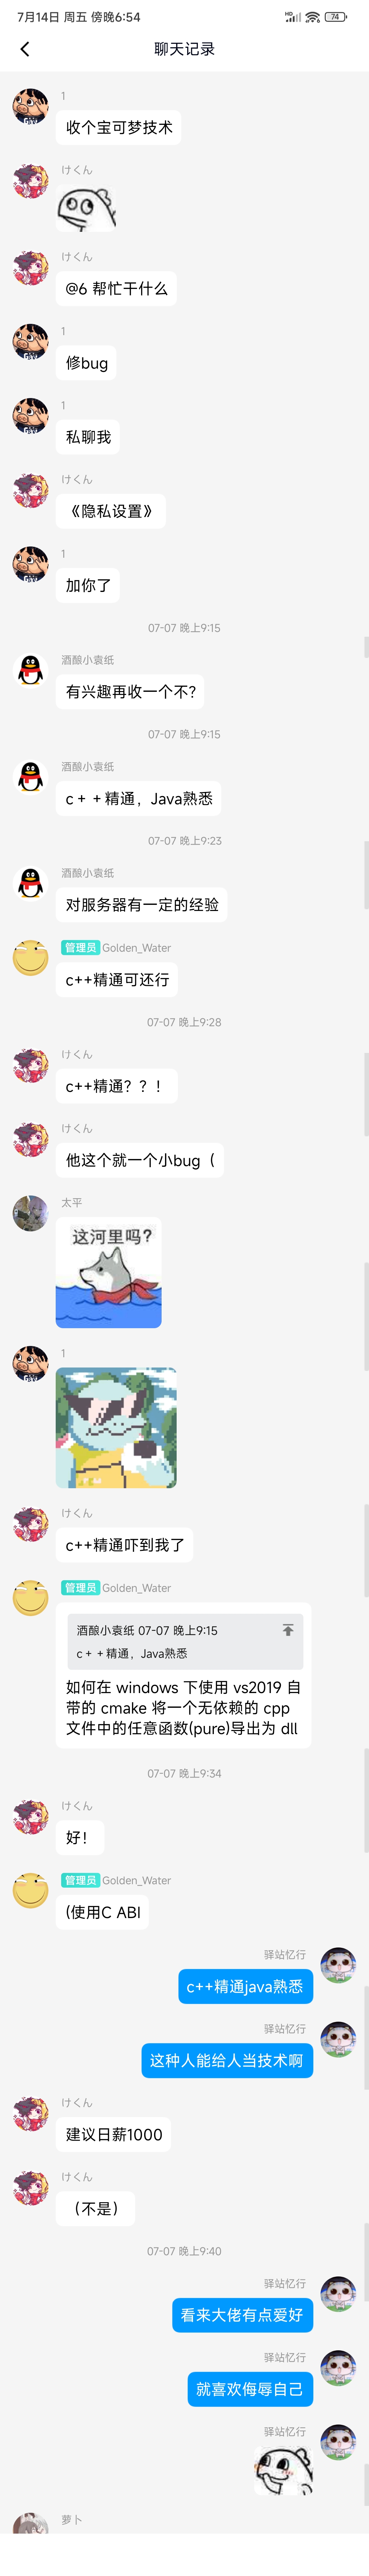 7月14日 周五 傍晚6:54
HD
74
聊天记录
1
收个宝可梦技术
けくん
けくん
@6 帮忙干什么
1
修bug
1
私聊我
けくん
《隐私设置》
1
加你了
07-07 晚上9:15
酒酿小袁纸
有兴趣再收一个不?
07-07 晚上9:15
酒酿小袁纸
c＋＋精通，Java熟悉
07-07 晚上9:23
酒酿小袁纸
对服务器有一定的经验
管理员 Golden_Water
c++精通可还行
07-07 晚上9:28
けくん
c++精通？？！
けくん
他这个就一个小bug（
太平
这河里吗?
1
けくん
c++精通吓到我了
管理员 Golden_Water
酒酿小袁纸 07-07 晚上9:15
c＋＋精通，Java熟悉
如何在 windows 下使用 vs2019 自
带的 cmake 将一个无依赖的 cpp
文件中的任意函数(pure)导出为 dll
07-07 晚上9:34
けくん
好！
管理员 Golden_Water
(使用C ABI
驿站忆行
c++精通java熟悉
驿站忆行
这种人能给人当技术啊
けくん
建议日薪1000
けくん
（不是）
07-07 晚上9:40
驿站忆行
看来大佬有点爱好
驿站忆行
就喜欢侮辱自己
驿站忆行
萝卜